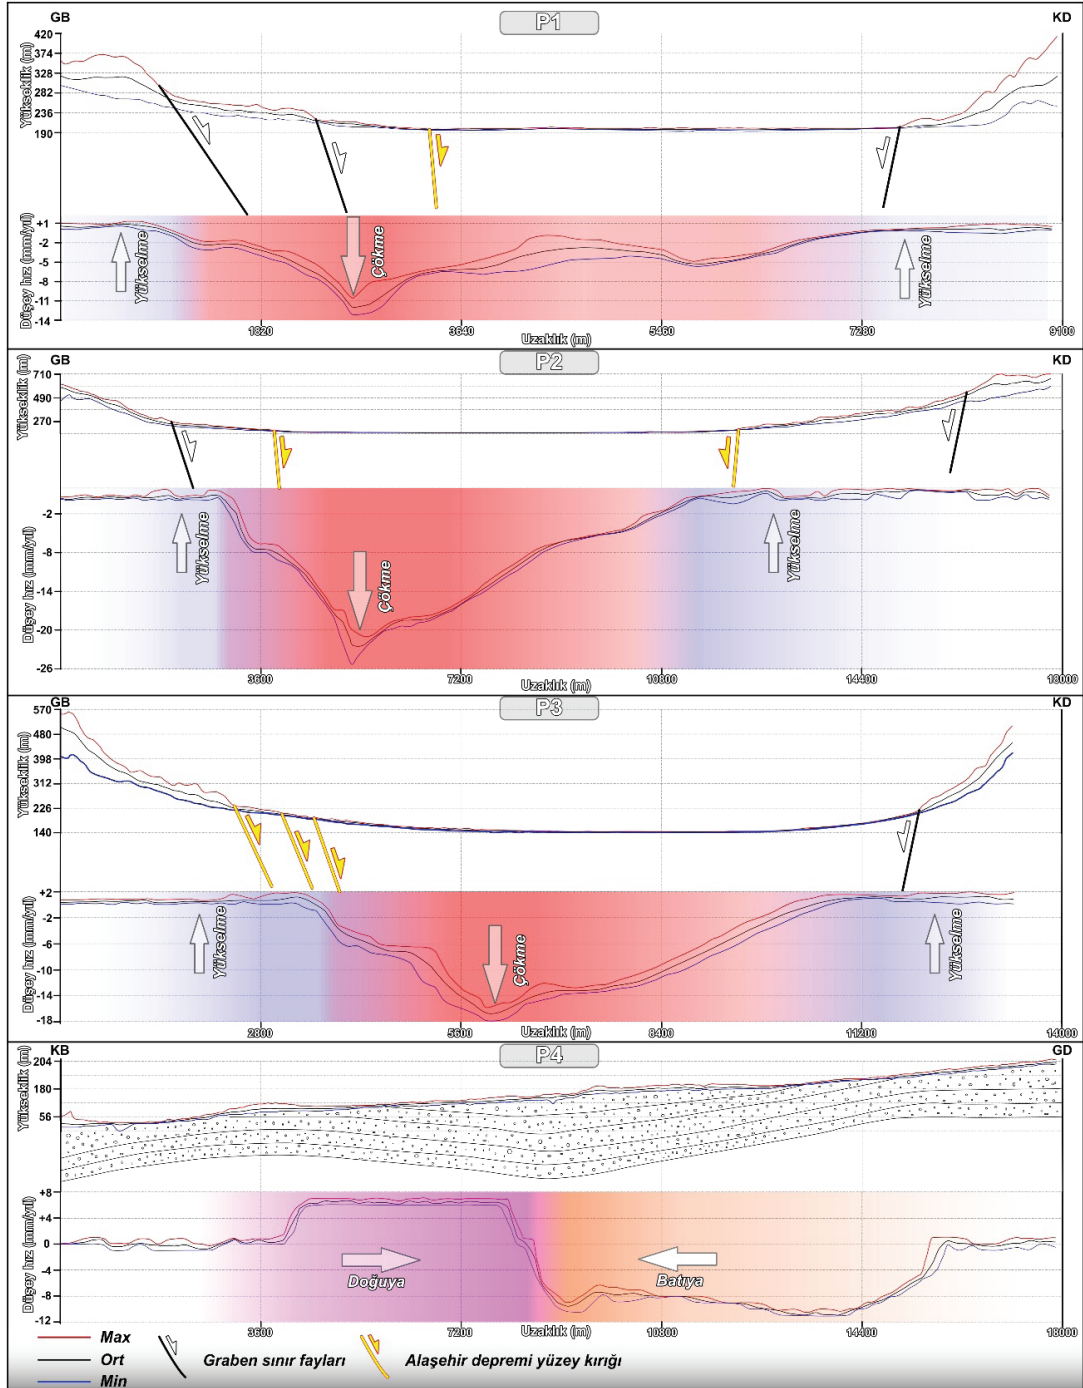 GB P1 KD
Yükseklik (m)
420
374
328
282
236
190
Düşey hız (mm/yıl)
+1
-2
-5
-8
-11
-14
Yükselme
Çökme
Yükselme
1820 3640 5460 7280 9100
Uzaklık (m)
GB P2 KD
Yükseklik (m)
710
490
270
Düşey hız (mm/yıl)
-2
-8
-14
-20
-26
Yükselme
Çökme
Yükselme
3600 7200 10800 14400 18000
Uzaklık (m)
GB P3 KD
Yükseklik (m)
570
480
398
312
226
140
Düşey hız (mm/yıl)
+2
-2
-6
-10
-14
-18
Yükselme
Çökme
Yükselme
2800 5600 8400 11200 14000
Uzaklık (m)
KB P4 GD
Yükseklik (m)
204
180
56
Düşey hız (mm/yıl)
+8
+4
0
-4
-8
-12
Doğuya
Batıya
3600 7200 10800 14400 18000
Uzaklık (m)
Max
Ort
Min
Graben sınır fayları
Alaşehir depremi yüzey kırığı